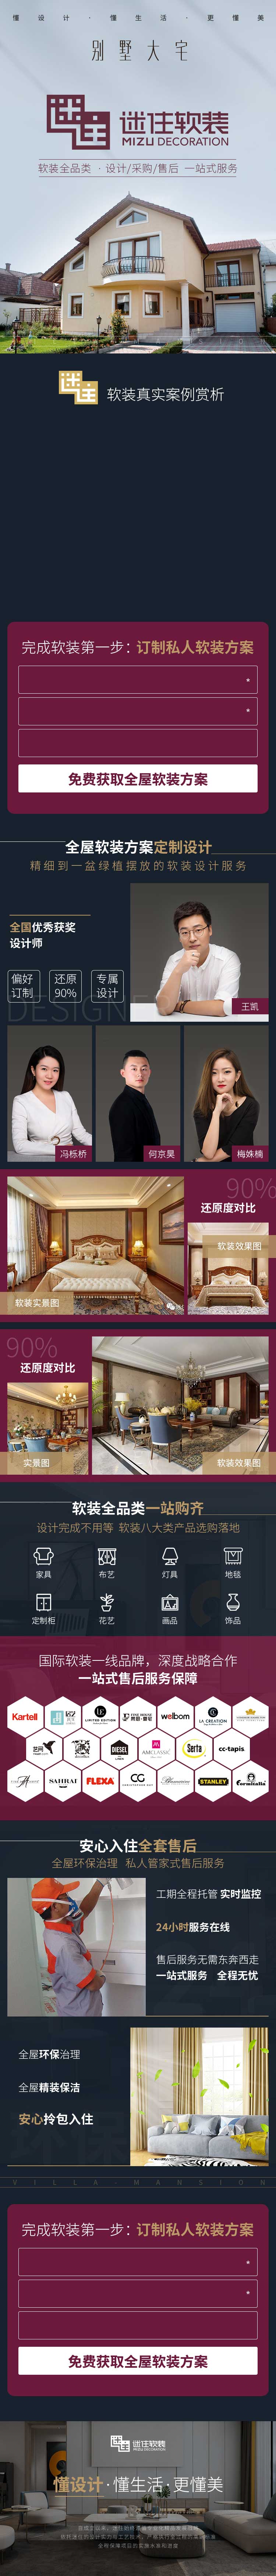 懂设计·懂生活·更懂美
别墅大宅
迷住软装
MIZU DECORATION
软装全品类·设计/采购/售后 一站式服务
迷住
软装真实案例赏析
完成软装第一步：订制私人软装方案
*
*
免费获取全屋软装方案
全屋软装方案定制设计
精细到一盆绿植摆放的软装设计服务
全国优秀获奖
设计师
偏好
订制
还原
90%
专属
设计
DESIGNE
王凯
冯栎桥
何京昊
梅姝楠
90%
还原度对比
软装效果图
软装实景图
90%
还原度对比
实景图
软装效果图
软装全品类一站购齐
设计完成不用等 软装八大类产品选购落地
家具
布艺
灯具
地毯
定制柜
花艺
画品
饰品
国际软装一线品牌，深度战略合作
一站式售后服务保障
Kartell
LIMITED EDITION
FINE HOUSE
welbom
LA CREATION
芝华仕
DIESEL
AMCLASSIC
Serta
cc-tapis
SAHRAI
FLEXA
CG
STANLEY
Formitalia
安心入住全套售后
全屋环保治理 私人管家式售后服务
工期全程托管 实时监控
24小时服务在线
售后服务无需东奔西走
一站式服务 全程无忧
全屋环保治理
全屋精装保洁
安心拎包入住
VILLA·MANSION
完成软装第一步：订制私人软装方案
*
*
免费获取全屋软装方案
迷住软装
MIZU DECORATION
懂设计·懂生活·更懂美